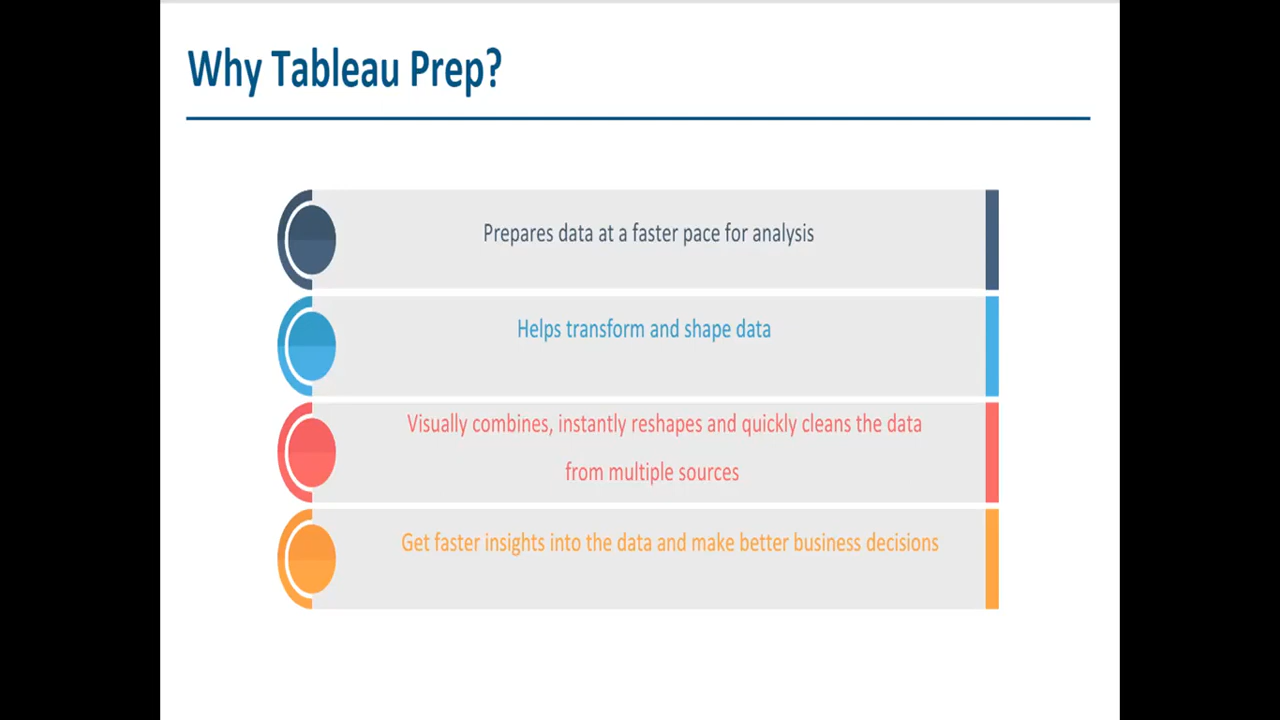 Why Tableau Prep?
Prepares data at a faster pace for analysis
Helps transform and shape data
Visually combines, instantly reshapes and quickly cleans the data
from multiple sources
Get faster insights into the data and make better business decisions